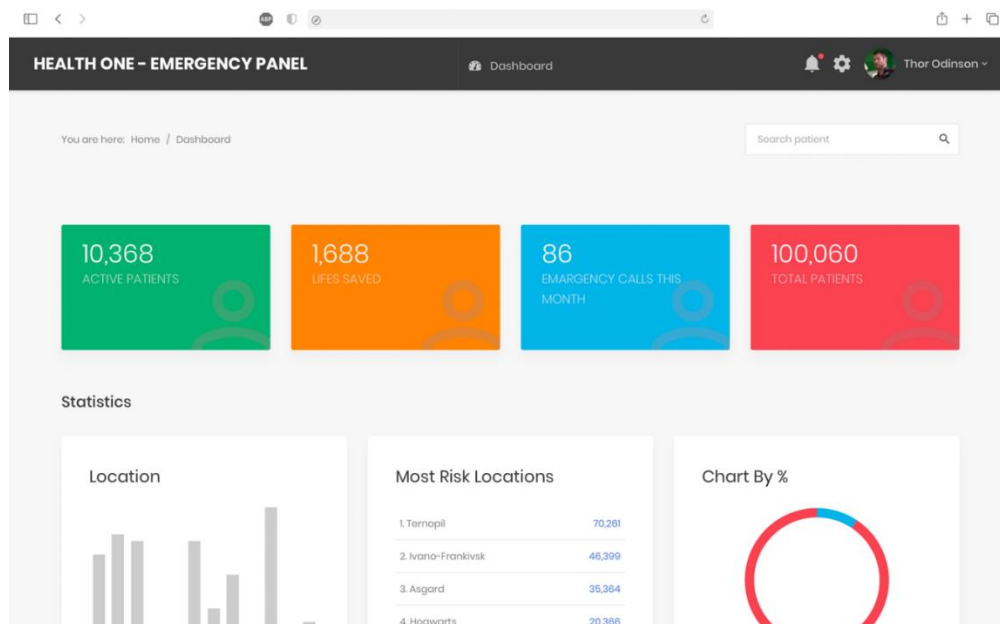 ABP
HEALTH ONE - EMERGENCY PANEL
Dashboard
Thor Odinson
You are here: Home / Dashboard
Search patient
10,368
ACTIVE PATIENTS
1,688
LIFES SAVED
86
EMARGENCY CALLS THIS
MONTH
100,060
TOTAL PATIENTS
Statistics
Location
Most Risk Locations
1. Ternopil 70,261
2. Ivano-Frankivsk 46,399
3. Asgard 35,364
4. Hogwarts 20,366
Chart By %